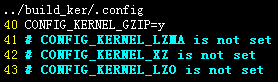 ../build_ker/.config
40 CONFIG_KERNEL_GZIP=y
41 # CONFIG_KERNEL_LZMA is not set
42 # CONFIG_KERNEL_XZ is not set
43 # CONFIG_KERNEL_LZO is not set